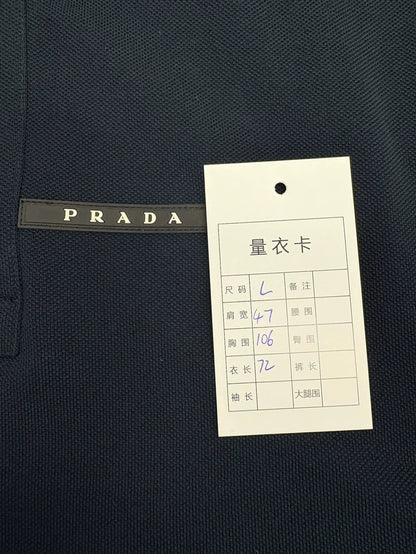 PRADA
量衣卡
尺码 L 备注
肩宽 47 腰围
胸围 106 臀围
衣长 72 裤长
袖长 大腿围